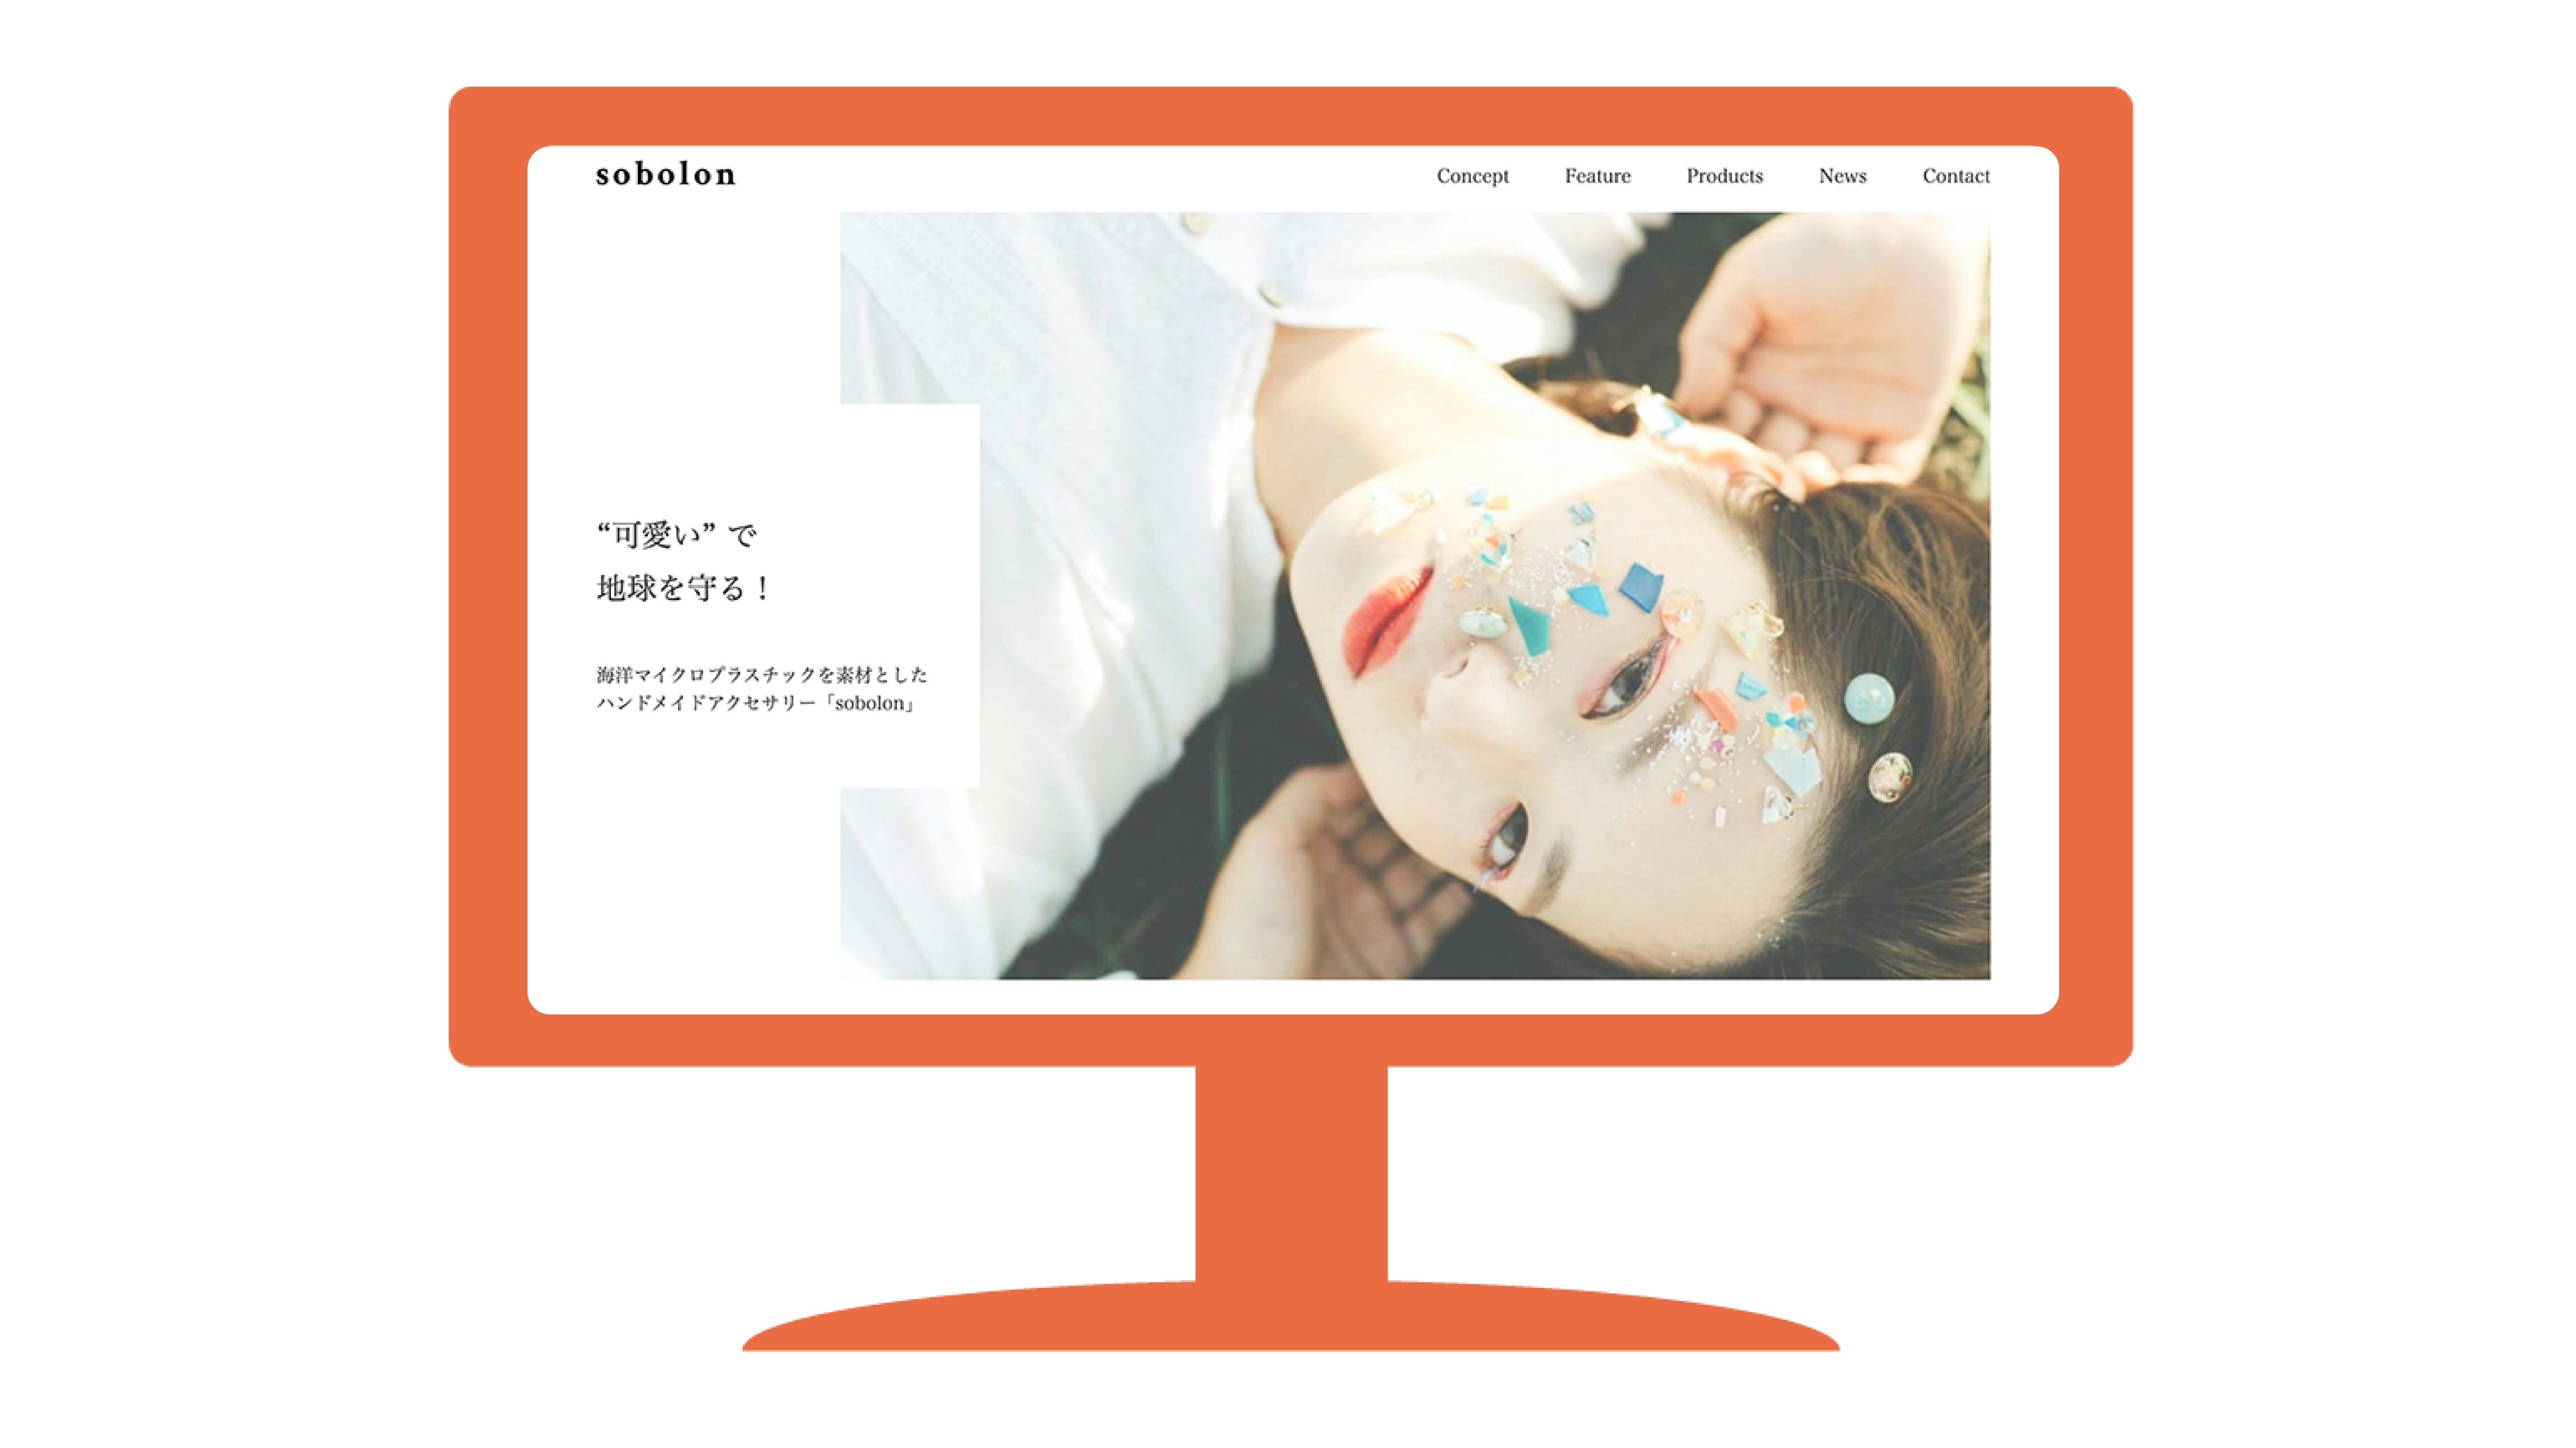 sobolon
Concept Feature Products News Contact
“可愛い” で
地球を守る！
海洋マイクロプラスチックを素材とした
ハンドメイドアクセサリー「sobolon」